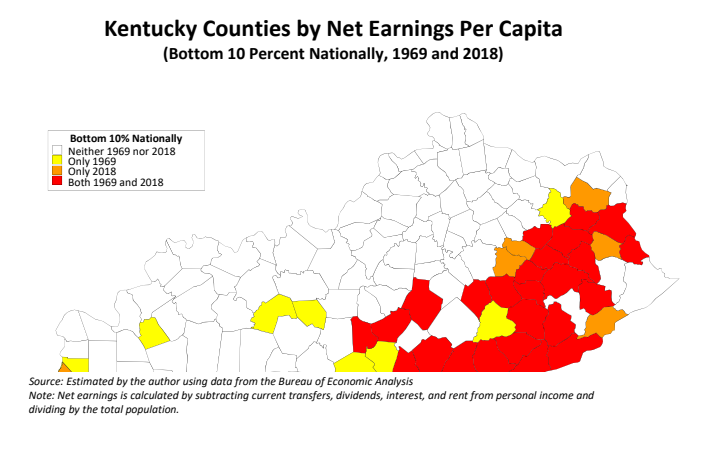 Kentucky Counties by Net Earnings Per Capita
(Bottom 10 Percent Nationally, 1969 and 2018)
Bottom 10% Nationally
Neither 1969 nor 2018
Only 1969
Only 2018
Both 1969 and 2018
Source: Estimated by the author using data from the Bureau of Economic Analysis
Note: Net earnings is calculated by subtracting current transfers, dividends, interest, and rent from personal income and
dividing by the total population.